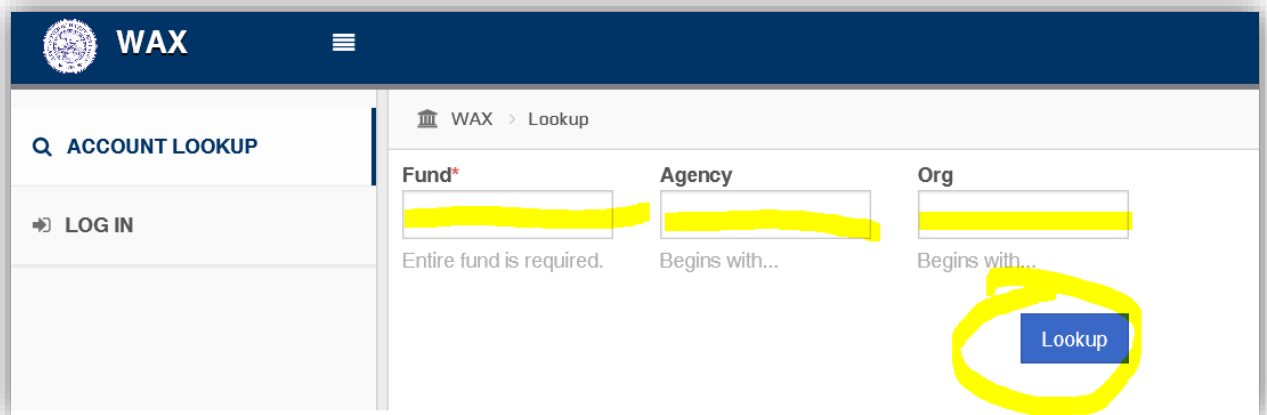 WAX
ACCOUNT LOOKUP
LOG IN
WAX > Lookup
Fund* Agency Org
Entire fund is required. Begins with... Begins with...
Lookup